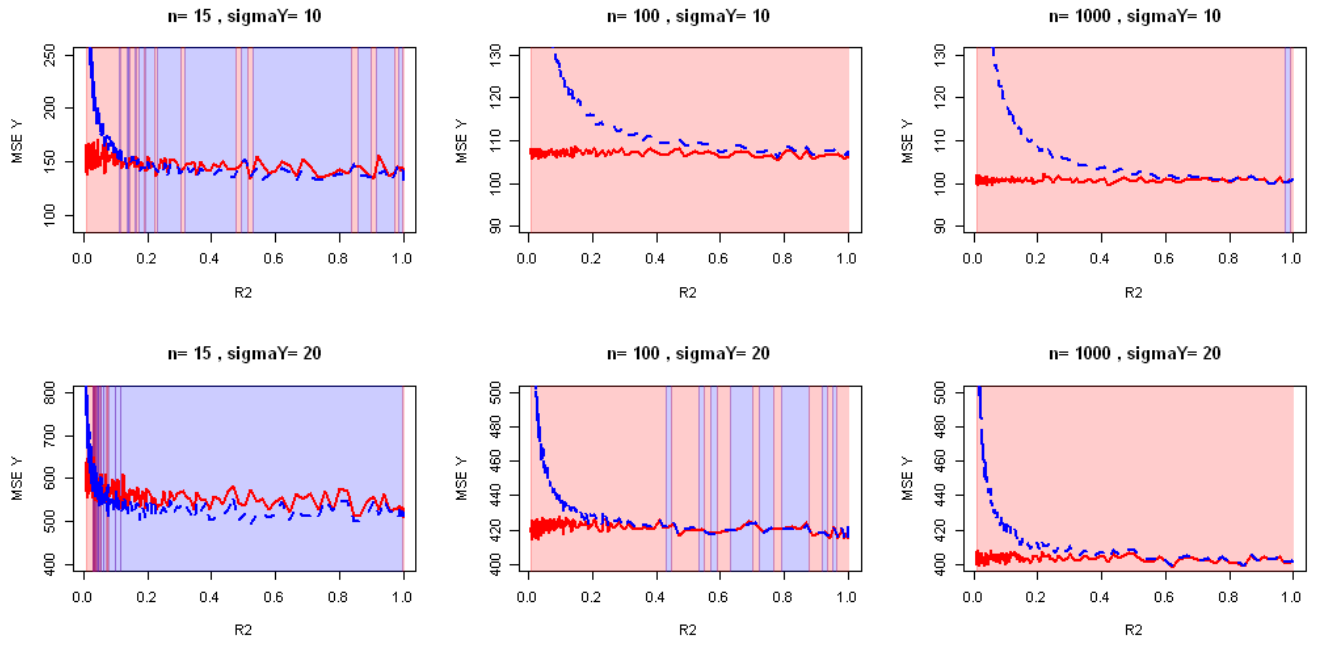 n= 15 , sigmaY= 10
MSE Y
250
200
150
100
0.0 0.2 0.4 0.6 0.8 1.0
R2
n= 100 , sigmaY= 10
MSE Y
130
120
110
100
90
0.0 0.2 0.4 0.6 0.8 1.0
R2
n= 1000 , sigmaY= 10
MSE Y
130
120
110
100
90
0.0 0.2 0.4 0.6 0.8 1.0
R2
n= 15 , sigmaY= 20
MSE Y
800
700
600
500
400
0.0 0.2 0.4 0.6 0.8 1.0
R2
n= 100 , sigmaY= 20
MSE Y
500
480
460
440
420
400
0.0 0.2 0.4 0.6 0.8 1.0
R2
n= 1000 , sigmaY= 20
MSE Y
500
480
460
440
420
400
0.0 0.2 0.4 0.6 0.8 1.0
R2